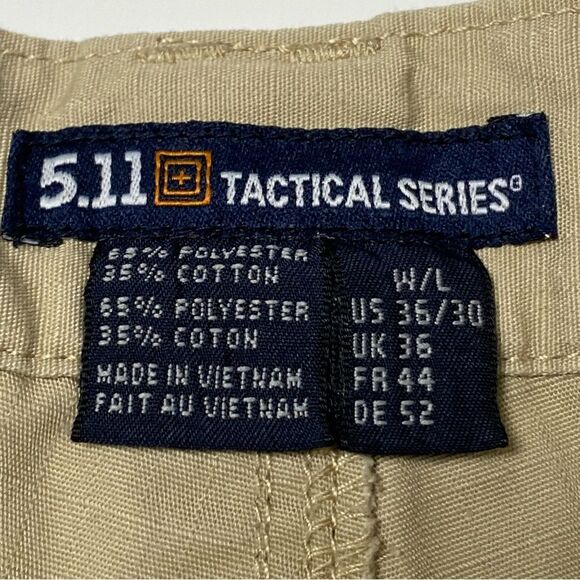 5.11 TACTICAL SERIES®
65% POLYESTER
35% COTTON
65% POLYESTER
35% COTON
MADE IN VIETNAM
FAIT AU VIETNAM
W/L
US 36/30
UK 36
FR 44
DE 52